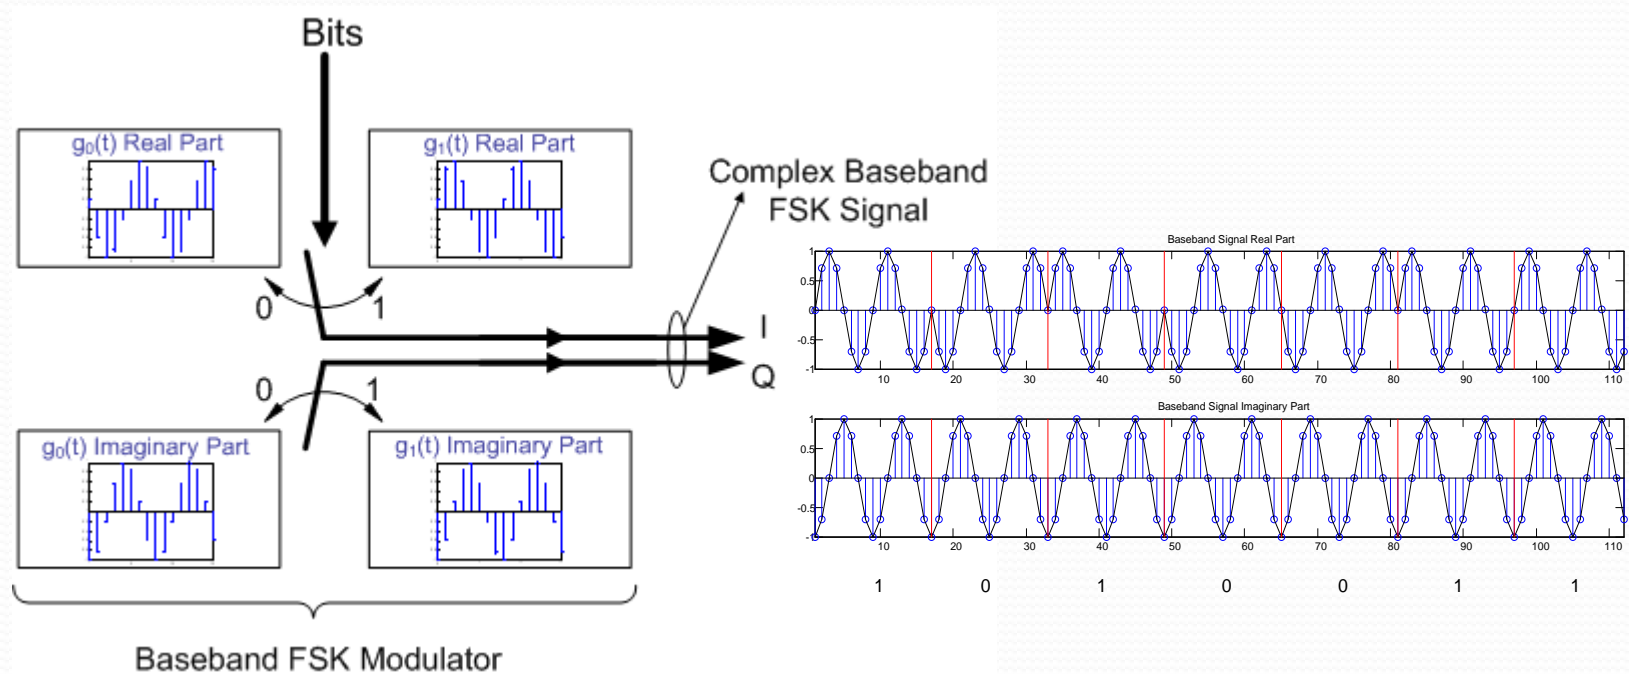 Bits
g₀(t) Real Part
g₁(t) Real Part
0
1
0
1
g₀(t) Imaginary Part
g₁(t) Imaginary Part
Baseband FSK Modulator
Complex Baseband
FSK Signal
I
Q
Baseband Signal Real Part
1
0.5
0
-0.5
-1
10 20 30 40 50 60 70 80 90 100 110
Baseband Signal Imaginary Part
1
0.5
0
-0.5
-1
10 20 30 40 50 60 70 80 90 100 110
1 0 1 0 0 1 1